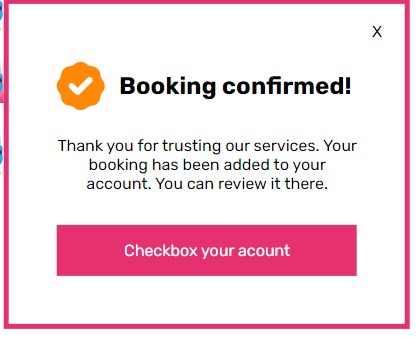 X
Booking confirmed!
Thank you for trusting our services. Your
booking has been added to your
account. You can review it there.
Checkbox your acount